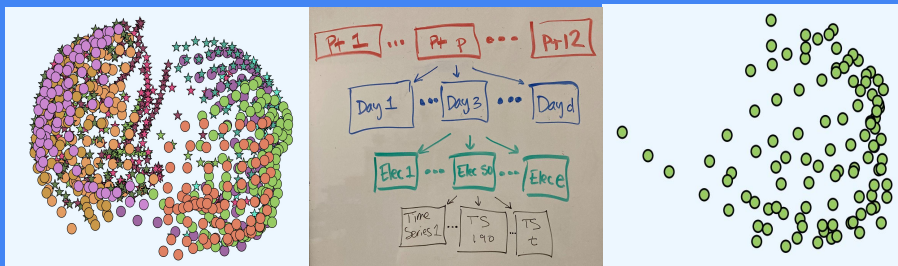 Pt 1 ... Pt p ... Pt 12
Day 1 ... Day 3 ... Day d
Elec 1 ... Elec 50 ... Elec e
Time Series 1 ... TS 190 ... TS t